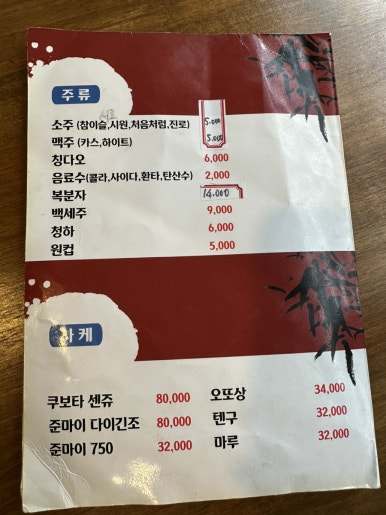 주 류
소주 (참이슬,시원,처음처럼,진로) 5.000
맥주 (카스,하이트) 5.000
칭다오 6,000
음료수(콜라,사이다,환타,탄산수) 2,000
복분자 14.000
백세주 9,000
청하 6,000
원컵 5,000
사 케
쿠보타 센쥬 80,000
준마이 다이긴조 80,000
준마이 750 32,000
오또상 34,000
텐구 32,000
마루 32,000